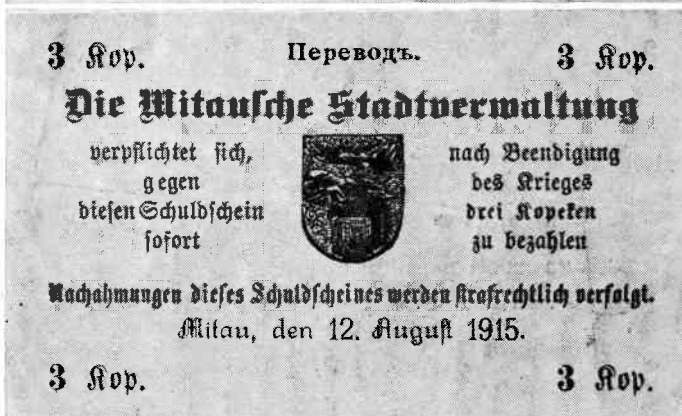 3 Kop. Переводъ. 3 Kop.
Die Mitausche Stadtverwaltung
verpflichtet sich, nach Beendigung
gegen des Krieges
diesen Schuldschein drei Kopeken
sofort zu bezahlen
Nachahmungen dieses Schuldscheines werden strafrechtlich verfolgt.
Mitau, den 12. August 1915.
3 Kop. 3 Kop.